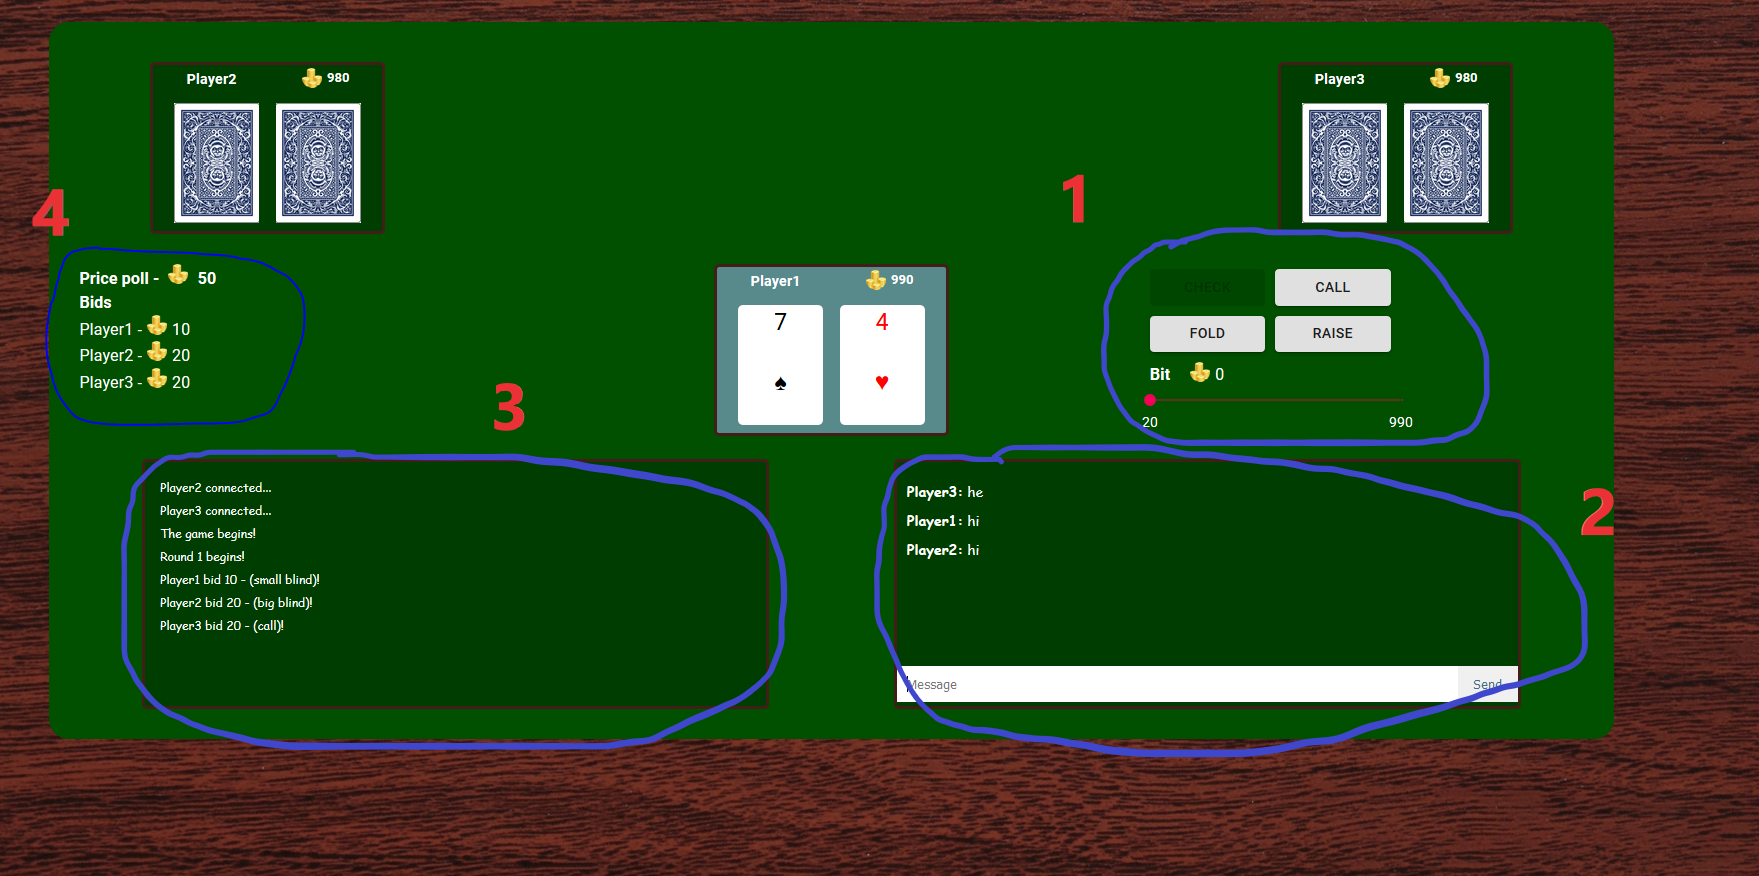 Player2 980
Player3 980
1
4
Price poll - 50
Bids
Player1 - 10
Player2 - 20
Player3 - 20
Player1 990
7 4
♠ ♥
CHECK CALL
FOLD RAISE
Bit 0
20 990
3
Player2 connected...
Player3 connected...
The game begins!
Round 1 begins!
Player1 bid 10 - (small blind)!
Player2 bid 20 - (big blind)!
Player3 bid 20 - (call)!
2
Player3: he
Player1: hi
Player2: hi
Message Send